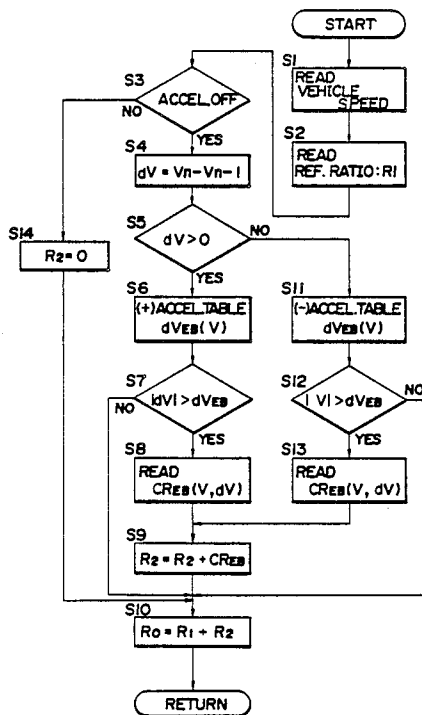 START
S1
READ
VEHICLE
SPEED
S2
READ
REF. RATIO:R1
S3
ACCEL.OFF
NO
YES
S4
dV = Vn-Vn-1
S5
dV>0
NO
YES
S14
R2=0
S6
(+)ACCEL.TABLE
dVEB(V)
S11
(-)ACCEL.TABLE
dVEB(V)
S7
|dV|>dVEB
NO
YES
S12
| V|>dVEB
NO
YES
S8
READ
CREB(V,dV)
S13
READ
CREB(V, dV)
S9
R2=R2+CREB
S10
Ro=R1+R2
RETURN